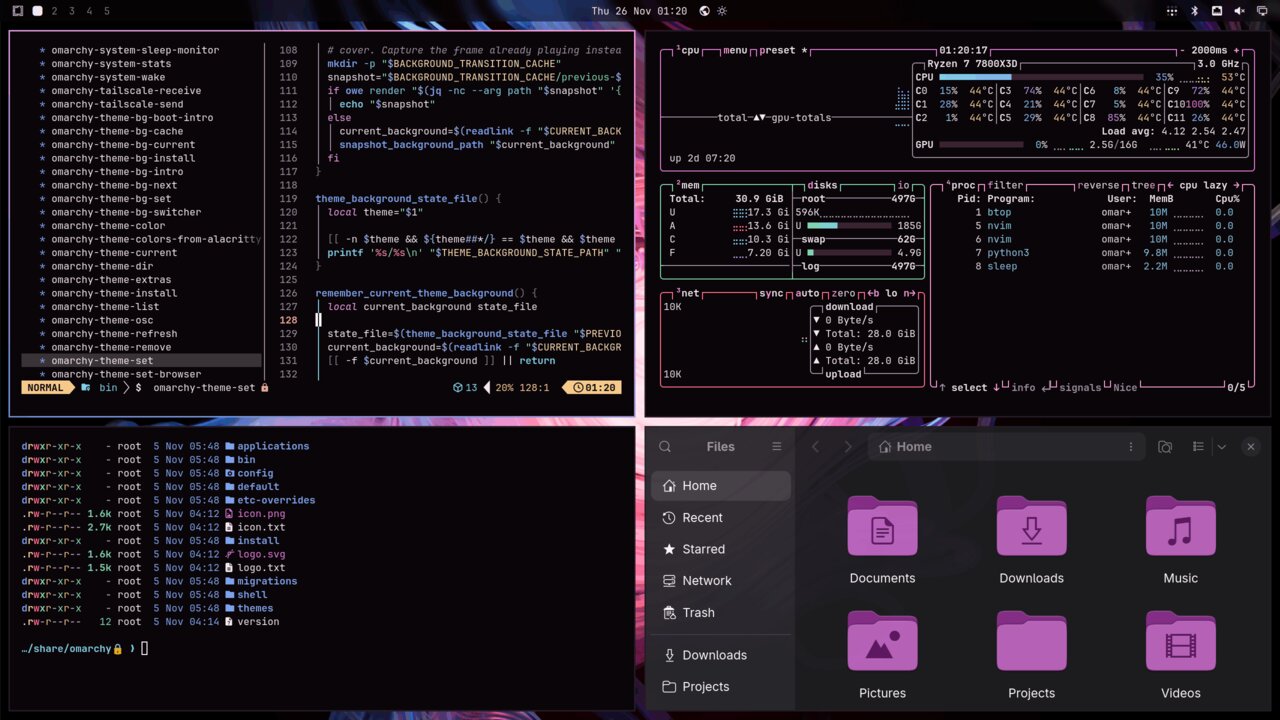 2 3 4 5
Thu 26 Nov 01:20
* omarchy-system-sleep-monitor
* omarchy-system-stats
* omarchy-system-wake
* omarchy-tailscale-receive
* omarchy-tailscale-send
* omarchy-theme-bg-boot-intro
* omarchy-theme-bg-cache
* omarchy-theme-bg-current
* omarchy-theme-bg-install
* omarchy-theme-bg-intro
* omarchy-theme-bg-next
* omarchy-theme-bg-set
* omarchy-theme-bg-switcher
* omarchy-theme-color
* omarchy-theme-colors-from-alacritty
* omarchy-theme-current
* omarchy-theme-dir
* omarchy-theme-extras
* omarchy-theme-install
* omarchy-theme-list
* omarchy-theme-osc
* omarchy-theme-refresh
* omarchy-theme-remove
* omarchy-theme-set
* omarchy-theme-set-browser
108 # cover. Capture the frame already playing instea
109 mkdir -p "$BACKGROUND_TRANSITION_CACHE"
110 snapshot="$BACKGROUND_TRANSITION_CACHE/previous-$
111 if owe render "$(jq -nc --arg path "$snapshot" '{
112 echo "$snapshot"
113 else
114 current_background=$(readlink -f "$CURRENT_BACK
115 snapshot_background_path "$current_background"
116 fi
117 }
118
119 theme_background_state_file() {
120 local theme="$1"
121
122 [[ -n $theme && ${theme##*/} == $theme && $theme
123 printf '%s/%s\n' "$THEME_BACKGROUND_STATE_PATH" "
124 }
125
126 remember_current_theme_background() {
127 local current_background state_file
128
129 state_file=$(theme_background_state_file "$PREVIO
130 current_background=$(readlink -f "$CURRENT_BACKGR
131 [[ -f $current_background ]] || return
132
NORMAL bin $ omarchy-theme-set 13 20% 128:1 01:20
1cpu menu preset * 01:20:17 - 2000ms +
Ryzen 7 7800X3D 3.0 GHz
CPU 35% 53°C
C0 15% 44°C C3 74% 44°C C6 8% 44°C C9 72% 44°C
C1 28% 44°C C4 21% 44°C C7 5% 44°C C10100% 44°C
C2 1% 44°C C5 29% 44°C C8 85% 44°C C11 26% 44°C
total ▲▼ gpu-totals
Load avg: 4.12 2.54 2.47
GPU 0% 2.5G/16G 41°C 46.0W
up 2d 07:20
2mem disks io
Total: 30.9 GiB root 497G
U 17.3 Gi 596K
A 13.6 Gi U 185G
C 10.3 Gi swap 62G
F 7.20 Gi U 4.9G
log 497G
3net sync auto zero ←b lo n→
10K download
▼ 0 Byte/s
▼ Total: 28.0 GiB
▲ 0 Byte/s
▲ Total: 28.0 GiB
10K upload
4proc filter reverse tree ← cpu lazy →
Pid: Program: User: MemB Cpu%
1 btop omar+ 10M 0.0
5 nvim omar+ 10M 0.0
6 nvim omar+ 10M 0.0
7 python3 omar+ 9.8M 0.0
8 sleep omar+ 2.2M 0.0
↑ select ↓ info ↵ signals Nice 0/5
drwxr-xr-x - root 5 Nov 05:48 applications
drwxr-xr-x - root 5 Nov 05:48 bin
drwxr-xr-x - root 5 Nov 05:48 config
drwxr-xr-x - root 5 Nov 05:48 default
drwxr-xr-x - root 5 Nov 05:48 etc-overrides
.rw-r--r-- 1.6k root 5 Nov 04:12 icon.png
.rw-r--r-- 2.7k root 5 Nov 04:12 icon.txt
drwxr-xr-x - root 5 Nov 05:48 install
.rw-r--r-- 1.6k root 5 Nov 04:12 logo.svg
.rw-r--r-- 1.5k root 5 Nov 04:12 logo.txt
drwxr-xr-x - root 5 Nov 05:48 migrations
drwxr-xr-x - root 5 Nov 05:48 shell
drwxr-xr-x - root 5 Nov 05:48 themes
.rw-r--r-- 12 root 5 Nov 04:14 version
…/share/omarchy ❯
Files
Home
Home
Recent
Starred
Network
Trash
Downloads
Projects
Documents Downloads Music
Pictures Projects Videos